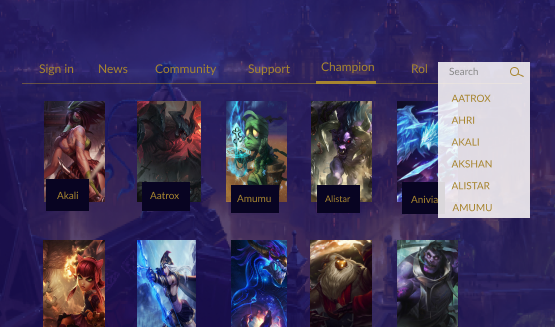 Sign in News Community Support Champion Rol
Search
AATROX
AHRI
AKALI
AKSHAN
ALISTAR
AMUMU
Akali Aatrox Amumu Alistar Anivia